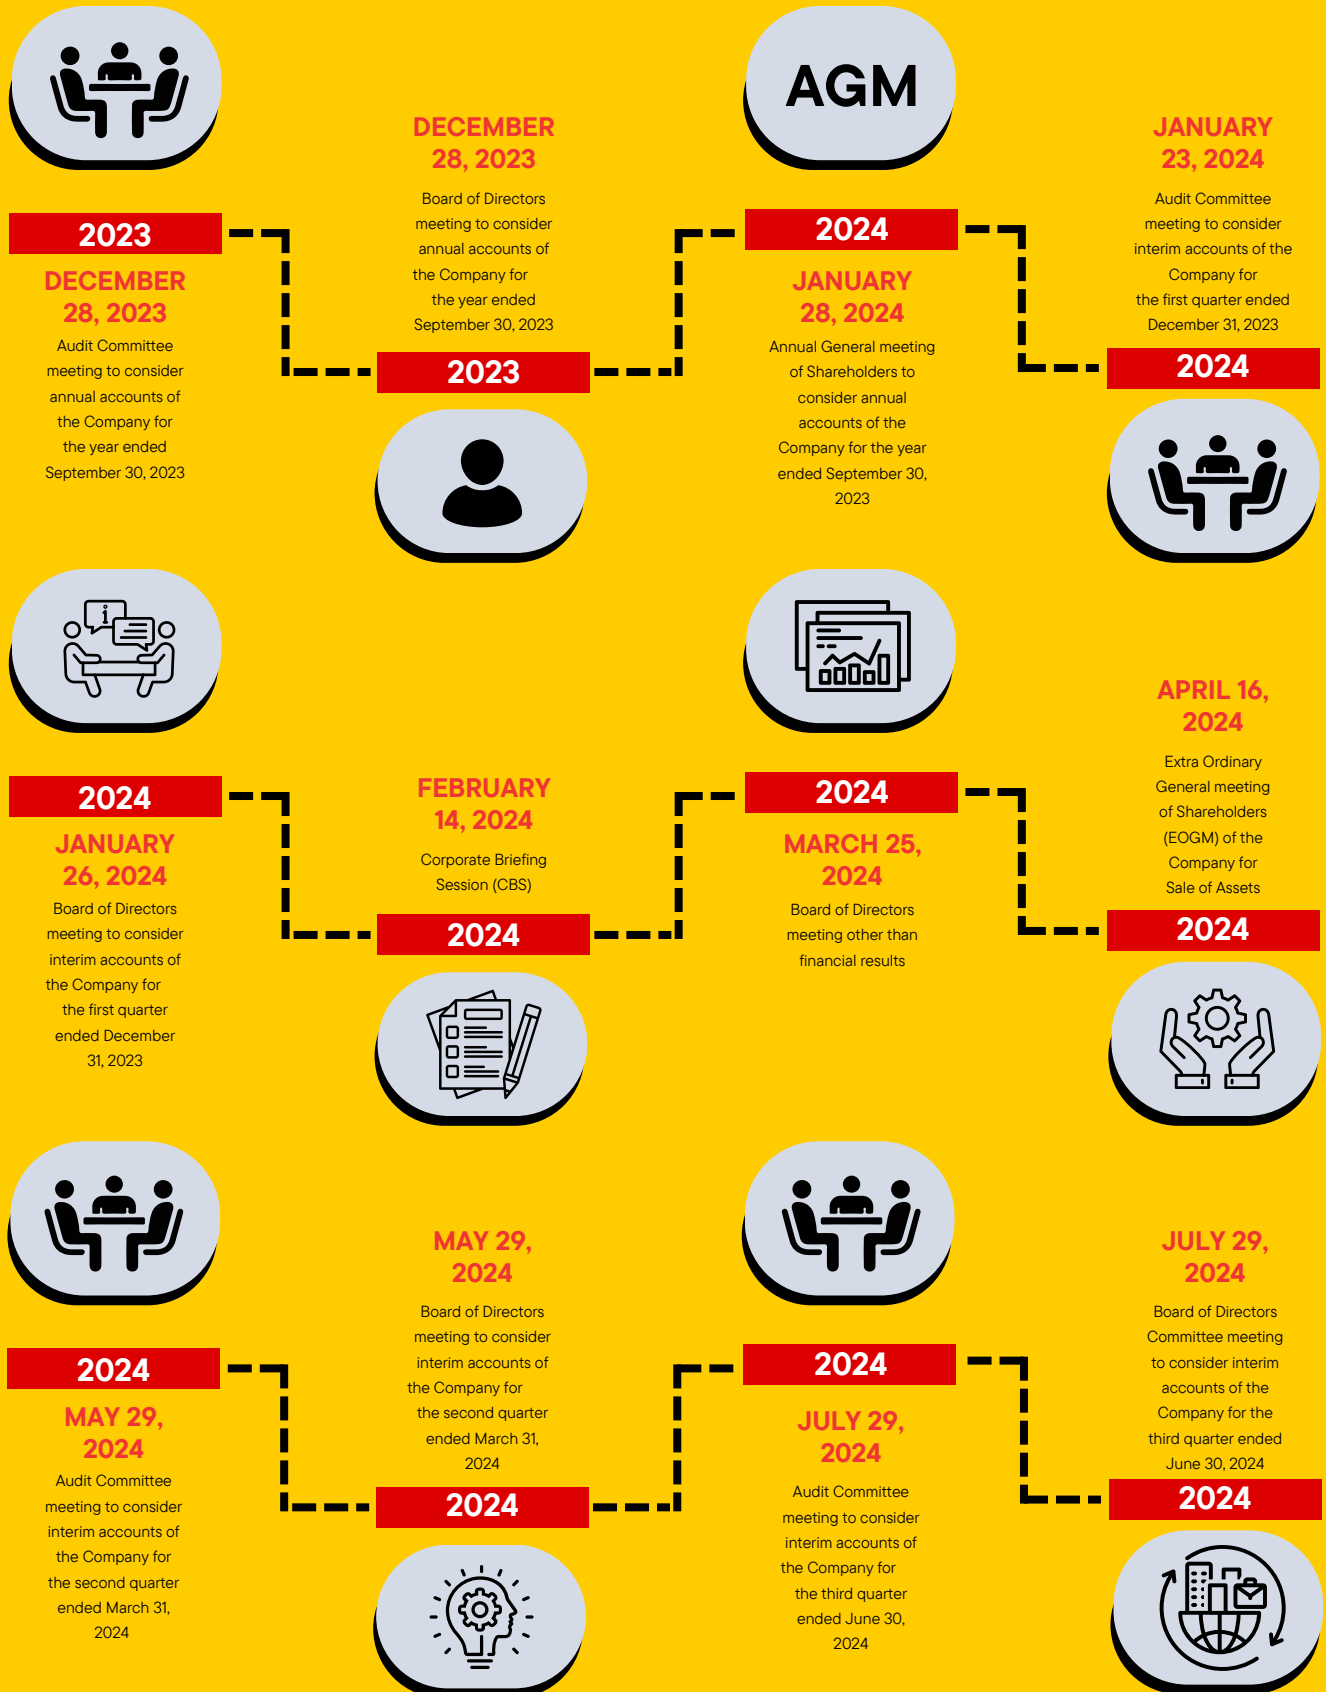 2023
DECEMBER
28, 2023
Audit Committee
meeting to consider
annual accounts of
the Company for
the year ended
September 30, 2023
DECEMBER
28, 2023
Board of Directors
meeting to consider
annual accounts of
the Company for
the year ended
September 30, 2023
2023
AGM
2024
JANUARY
28, 2024
Annual General meeting
of Shareholders to
consider annual
accounts of the
Company for the year
ended September 30,
2023
JANUARY
23, 2024
Audit Committee
meeting to consider
interim accounts of the
Company for
the first quarter ended
December 31, 2023
2024
i
2024
JANUARY
26, 2024
Board of Directors
meeting to consider
interim accounts of
the Company for
the first quarter
ended December
31, 2023
FEBRUARY
14, 2024
Corporate Briefing
Session (CBS)
2024
2024
MARCH 25,
2024
Board of Directors
meeting other than
financial results
APRIL 16,
2024
Extra Ordinary
General meeting
of Shareholders
(EOGM) of the
Company for
Sale of Assets
2024
2024
MAY 29,
2024
Audit Committee
meeting to consider
interim accounts of
the Company for
the second quarter
ended March 31,
2024
MAY 29,
2024
Board of Directors
meeting to consider
interim accounts of
the Company for
the second quarter
ended March 31,
2024
2024
2024
JULY 29,
2024
Audit Committee
meeting to consider
interim accounts of
the Company for
the third quarter
ended June 30,
2024
JULY 29,
2024
Board of Directors
Committee meeting
to consider interim
accounts of the
Company for the
third quarter ended
June 30, 2024
2024